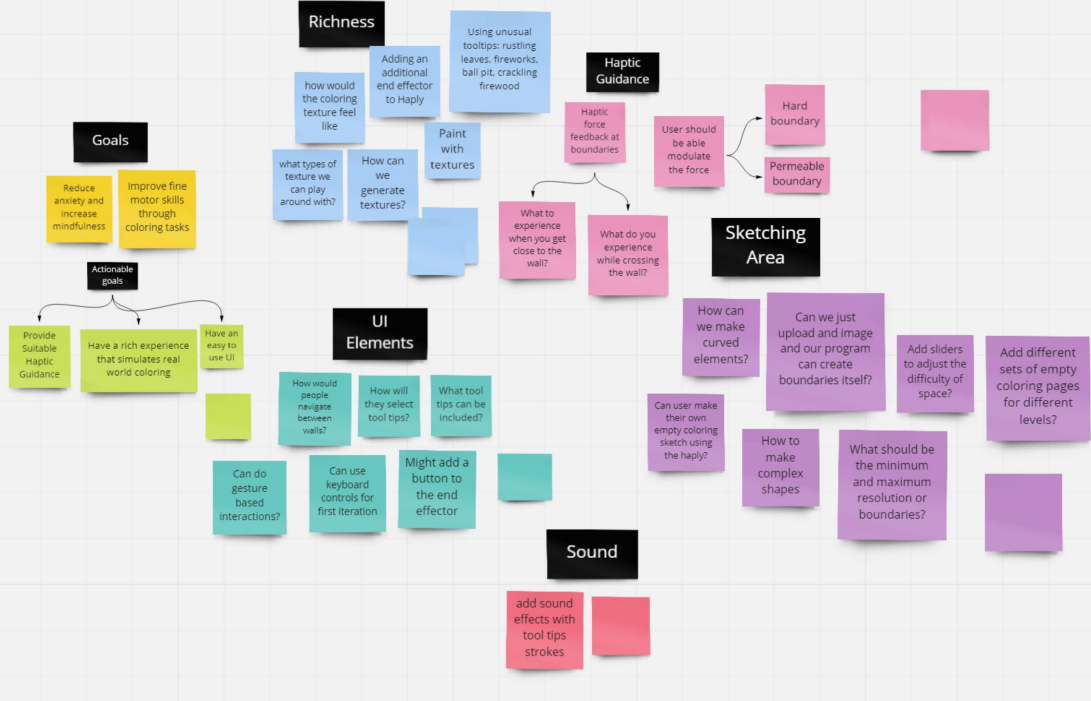 Richness
Using unusual
tooltips: rustling
leaves, fireworks,
ball pit, crackling
firewood
Adding an
additional
end effector
to Haply
how would
the coloring
texture feel
like
Paint
with
textures
what types of
texture we
can play
around with?
How can
we
generate
textures?
Haptic
Guidance
Haptic
force
feedback at
boundaries
User should
be able
modulate
the force
Hard
boundary
Permeable
boundary
What to
experience
when you get
close to the
wall?
What do you
experience
while crossing
the wall?
Goals
Reduce
anxiety and
increase
mindfulness
Improve fine
motor skills
through
coloring tasks
Actionable
goals
Provide
Suitable
Haptic
Guidance
Have a rich experience
that simulates real
world coloring
Have an
easy to
use UI
UI
Elements
How would
people
navigate
between
walls?
How will
they select
tool tips?
What tool
tips can be
included?
Can do
gesture
based
interactions?
Can use
keyboard
controls for
first iteration
Might add a
button to
the end
effector
Sketching
Area
How can
we make
curved
elements?
Can we just
upload and image
and our program
can create
boundaries itself?
Add sliders
to adjust the
difficulty of
space?
Add different
sets of empty
coloring pages
for different
levels?
Can user make
their own
empty coloring
sketch using
the haply?
How to
make
complex
shapes
What should be
the minimum
and maximum
resolution or
boundaries?
Sound
add sound
effects with
tool tips
strokes